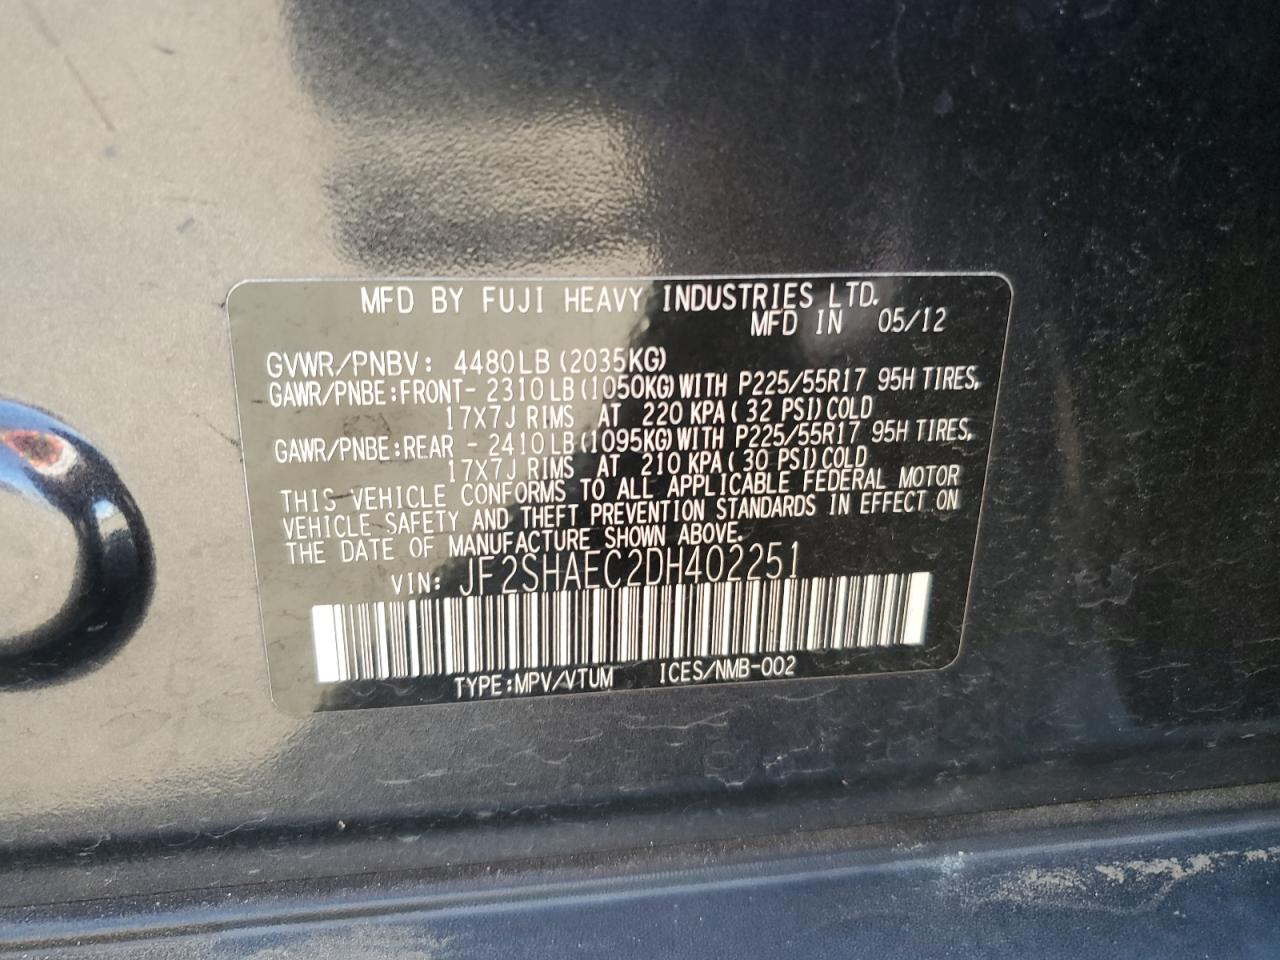 MFD BY FUJI HEAVY INDUSTRIES LTD.
MFD IN 05/12
GVWR/PNBV: 4480LB (2035KG)
GAWR/PNBE:FRONT- 2310LB(1050KG)WITH P225/55R17 95H TIRES,
17X7J RIMS AT 220 KPA( 32 PSI)COLD
GAWR/PNBE:REAR - 2410LB(1095KG)WITH P225/55R17 95H TIRES,
17X7J RIMS AT 210 KPA( 30 PSI)COLD
THIS VEHICLE CONFORMS TO ALL APPLICABLE FEDERAL MOTOR
VEHICLE SAFETY AND THEFT PREVENTION STANDARDS IN EFFECT ON
THE DATE OF MANUFACTURE SHOWN ABOVE.
VIN: JF2SHAEC2DH402251
TYPE:MPV/VTUM ICES/NMB-002